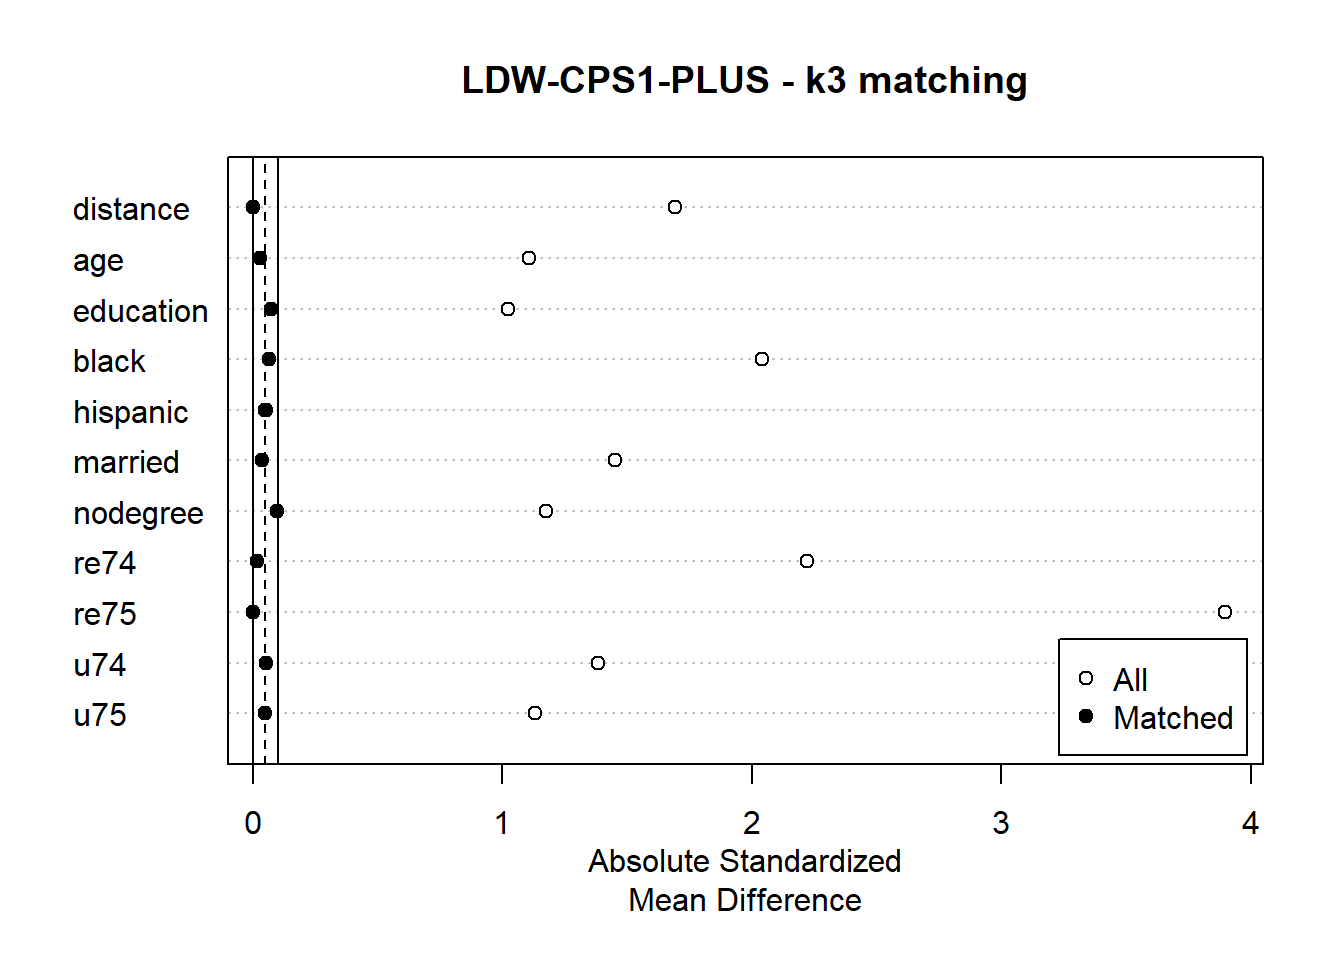 LDW-CPS1-PLUS - k3 matching
distance
age
education
black
hispanic
married
nodegree
re74
re75
u74
u75
All
Matched
0 1 2 3 4
Absolute Standardized
Mean Difference